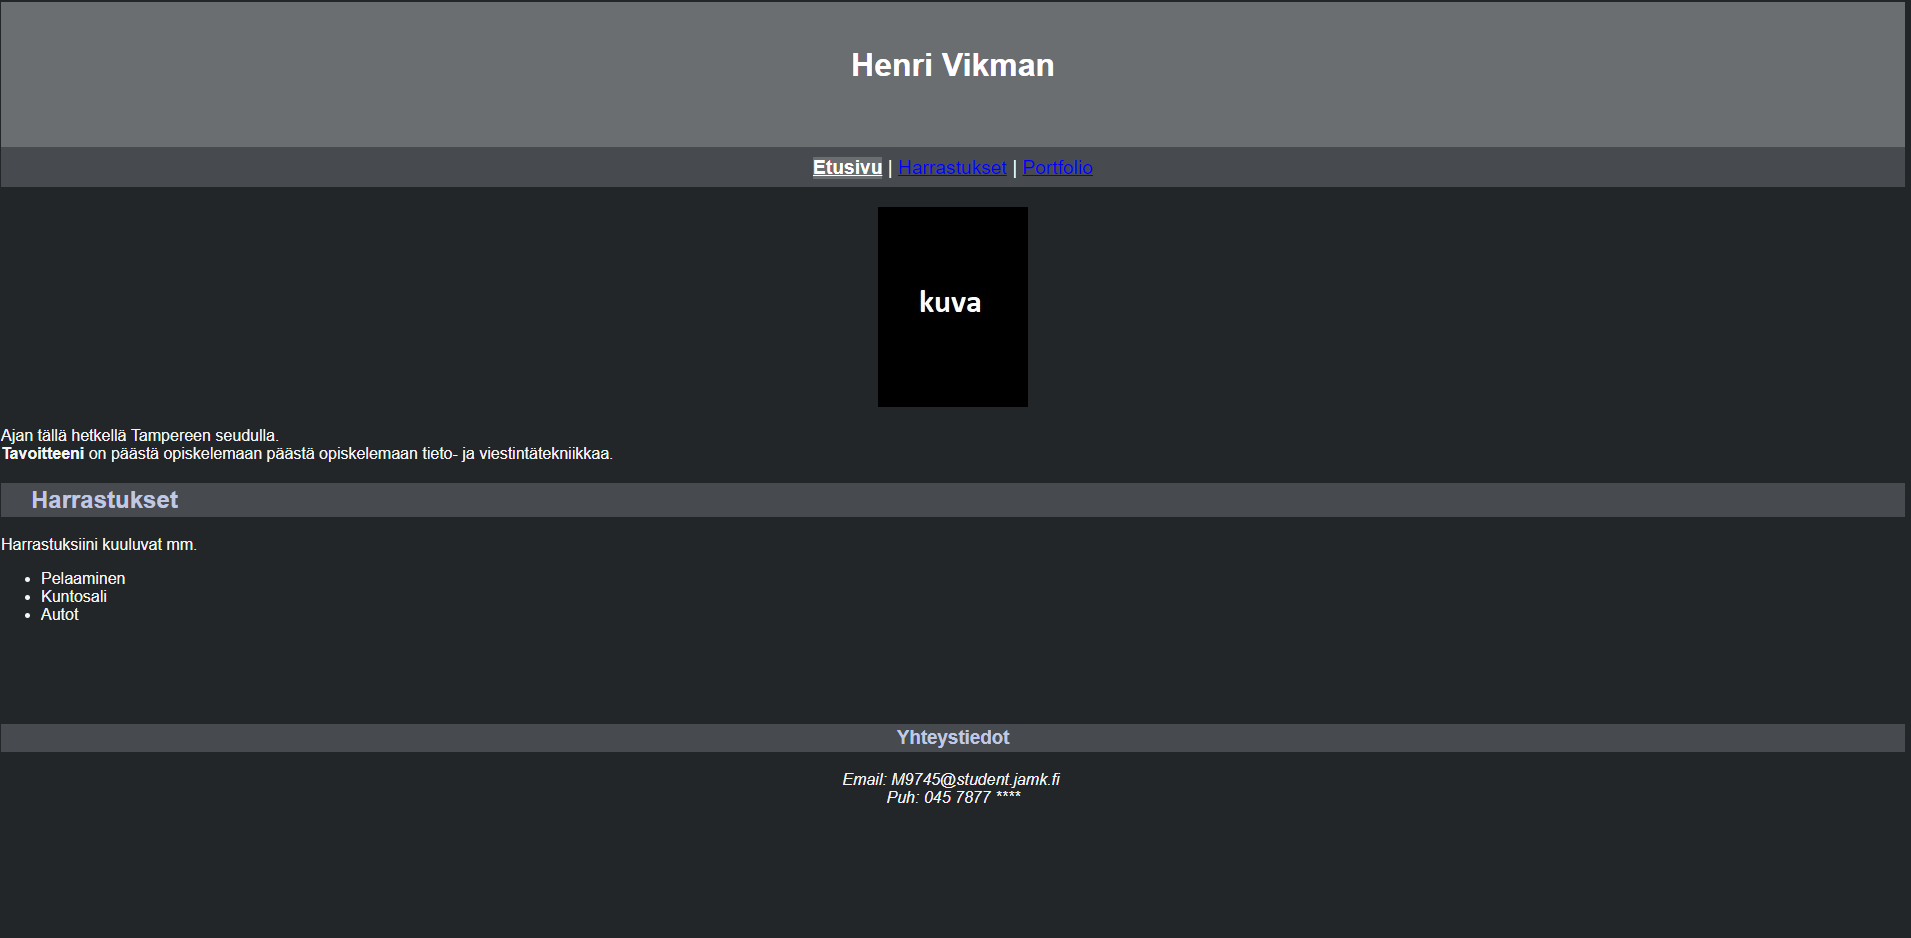 Henri Vikman
Etusivu | Harrastukset | Portfolio
kuva
Ajan tällä hetkellä Tampereen seudulla.
Tavoitteeni on päästä opiskelemaan päästä opiskelemaan tieto- ja viestintätekniikkaa.
Harrastukset
Harrastuksiini kuuluvat mm.
• Pelaaminen
• Kuntosali
• Autot
Yhteystiedot
Email: M9745@student.jamk.fi
Puh: 045 7877 ****